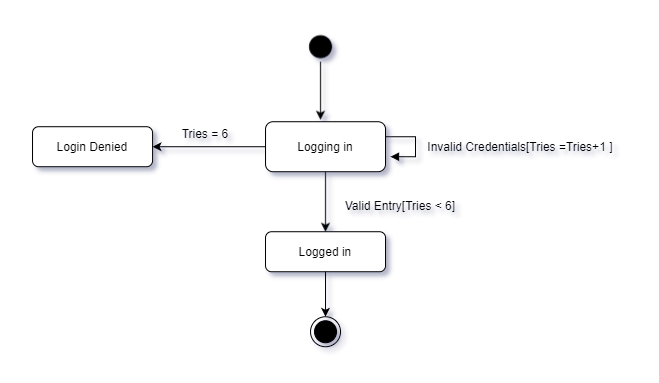 Tries = 6
Login Denied
Logging in
Invalid Credentials[Tries =Tries+1 ]
Valid Entry[Tries < 6]
Logged in